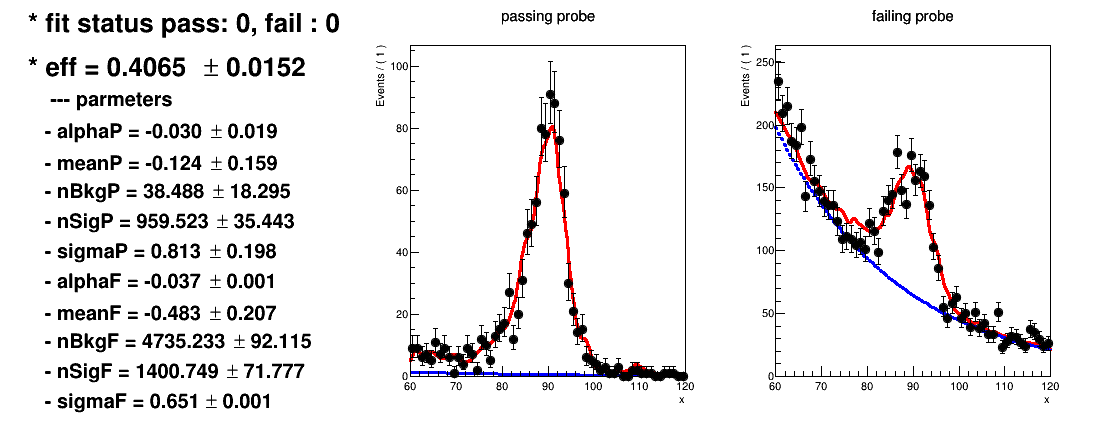 * fit status pass: 0, fail : 0
* eff = 0.4065 ± 0.0152
--- parmeters
- alphaP = -0.030 ± 0.019
- meanP = -0.124 ± 0.159
- nBkgP = 38.488 ± 18.295
- nSigP = 959.523 ± 35.443
- sigmaP = 0.813 ± 0.198
- alphaF = -0.037 ± 0.001
- meanF = -0.483 ± 0.207
- nBkgF = 4735.233 ± 92.115
- nSigF = 1400.749 ± 71.777
- sigmaF = 0.651 ± 0.001
passing probe
Events / ( 1 )
100
80
60
40
20
0
60 70 80 90 100 110 120
x
failing probe
Events / ( 1 )
250
200
150
100
50
0
60 70 80 90 100 110 120
x